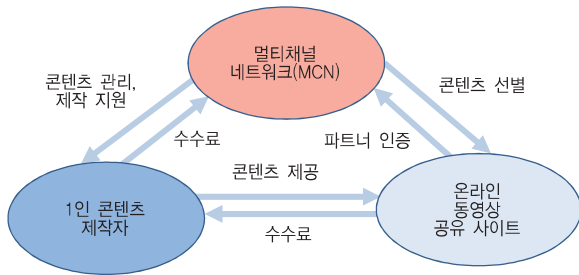 멀티채널
네트워크(MCN)
콘텐츠 관리,
제작 지원
콘텐츠 선별
수수료
파트너 인증
콘텐츠 제공
1인 콘텐츠
제작자
온라인
동영상
공유 사이트
수수료